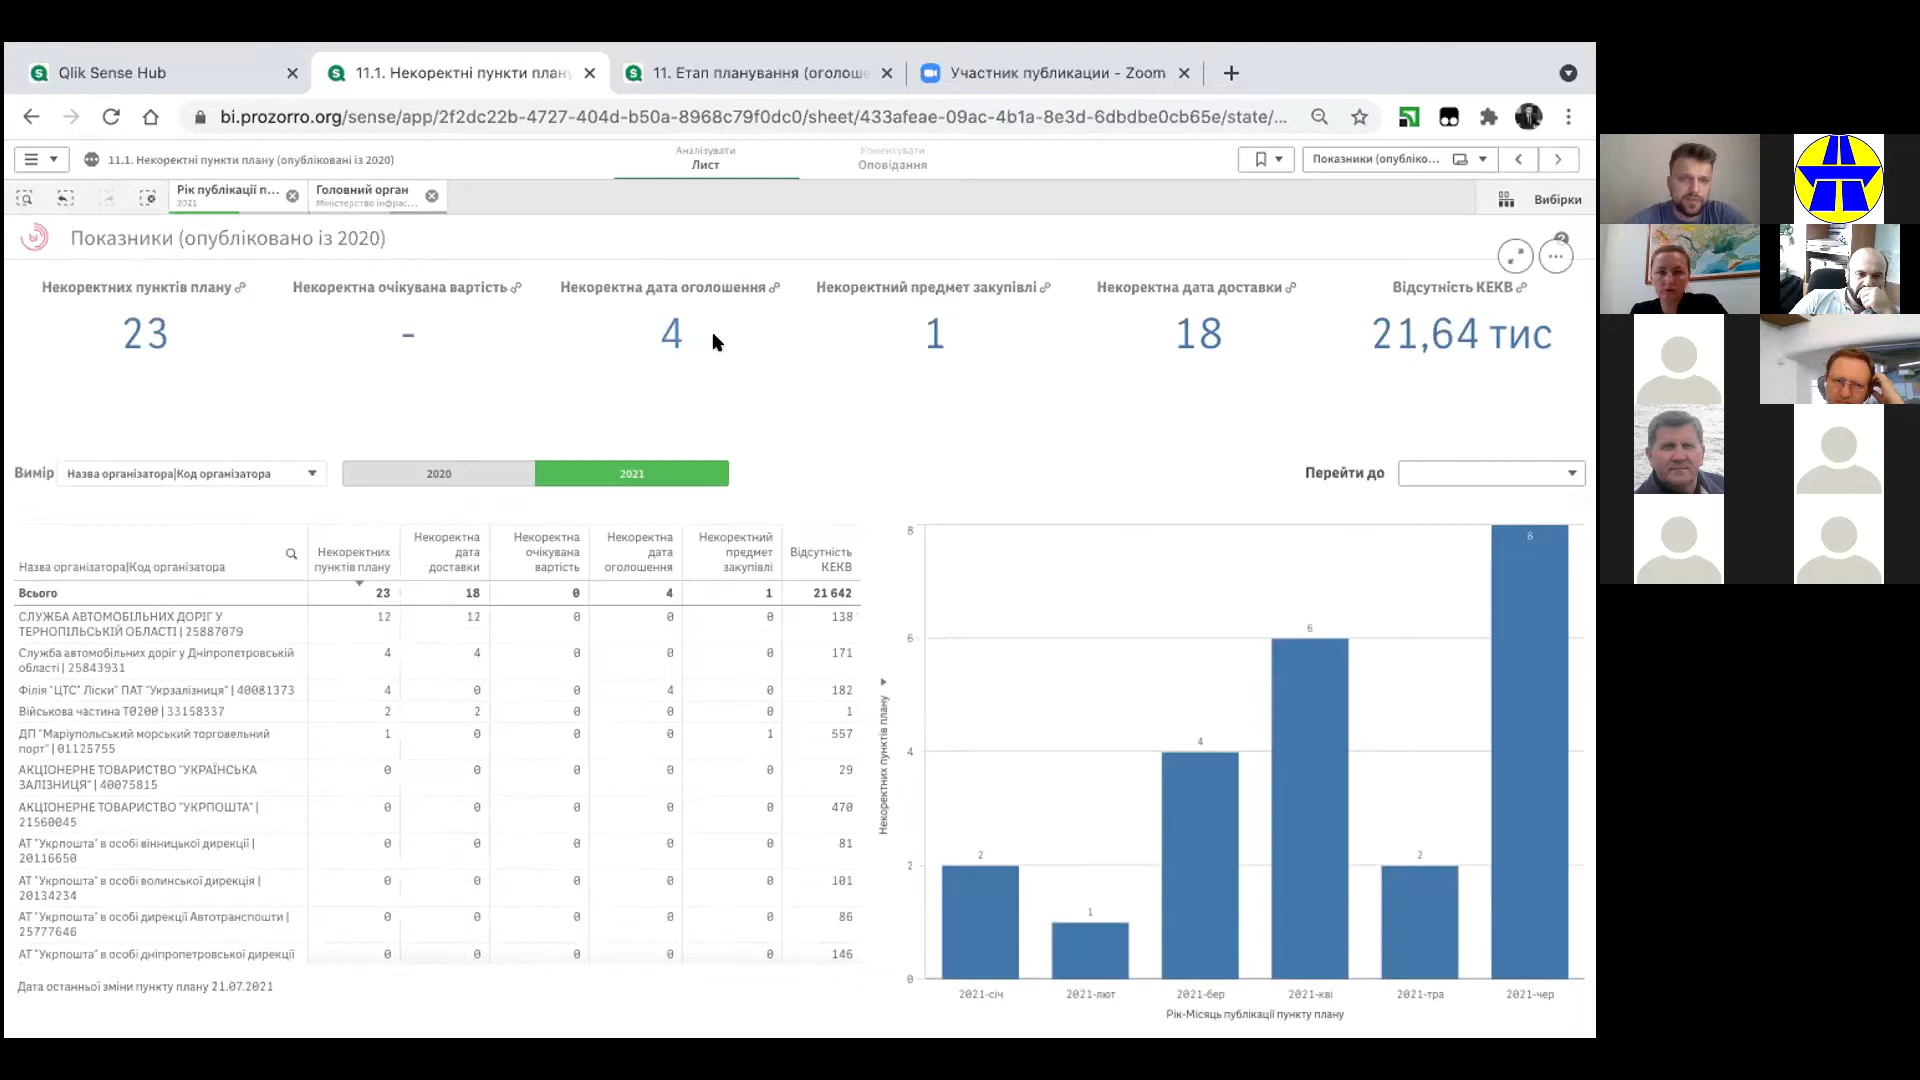 Qlik Sense Hub
11.1. Некоректні пункти план
11. Етап планування (оголоше
Участник публикации - Zoom
bi.prozorro.org/sense/app/2f2dc22b-4727-404d-b50a-8968c79f0dc0/sheet/433afeae-09ac-4b1a-8e3d-6dbdbe0cb65e/state/...
11.1. Некоректні пункти плану (опубліковані із 2020)
Аналізувати
Лист
Коментувати
Оповідання
Показники (опубліко...
Рік публікації п...
2021
Головний орган
Міністерство інфрас...
Вибірки
Показники (опубліковано із 2020)
Некоректних пунктів плану
Некоректна очікувана вартість
Некоректна дата оголошення
Некоректний предмет закупівлі
Некоректна дата доставки
Відсутність КЕКВ
23
-
4
1
18
21,64 тис
Вимір
Назва організатора|Код організатора
2020
2021
Перейти до
Назва організатора|Код організатора
Некоректних
пунктів плану
Некоректна
дата
доставки
Некоректна
очікувана
вартість
Некоректна
дата
оголошення
Некоректний
предмет
закупівлі
Відсутність
КЕКВ
Всього 23 18 0 4 1 21 642
СЛУЖБА АВТОМОБІЛЬНИХ ДОРІГ У
ТЕРНОПІЛЬСЬКІЙ ОБЛАСТІ | 25887079
12 12 0 0 0 138
Служба автомобільних доріг у Дніпропетровській
області | 25843931
4 4 0 0 0 171
Філія "ЦТС" Ліски" ПАТ "Укрзалізниця" | 40081373 4 0 0 4 0 182
Військова частина Т0200 | 33158337 2 2 0 0 0 1
ДП "Маріупольський морський торговельний
порт" | 01125755
1 0 0 0 1 557
АКЦІОНЕРНЕ ТОВАРИСТВО "УКРАЇНСЬКА
ЗАЛІЗНИЦЯ" | 40075815
0 0 0 0 0 29
АКЦІОНЕРНЕ ТОВАРИСТВО "УКРПОШТА" |
21560045
0 0 0 0 0 470
АТ "Укрпошта" в особі вінницької дирекції |
20116650
0 0 0 0 0 81
АТ "Укрпошта" в особі волинська дирекція |
20134234
0 0 0 0 0 101
АТ "Укрпошта" в особі дирекції Автотранспошти |
25777646
0 0 0 0 0 86
АТ "Укрпошта" в особі дніпропетровської дирекції 0 0 0 0 0 146
Дата останньої зміни пункту плану 21.07.2021
Некоректних пунктів плану
8
6
4
2
0
2
1
4
6
2
8
2021-січ
2021-лют
2021-бер
2021-кві
2021-тра
2021-чер
Рік-Місяць публікації пункту плану